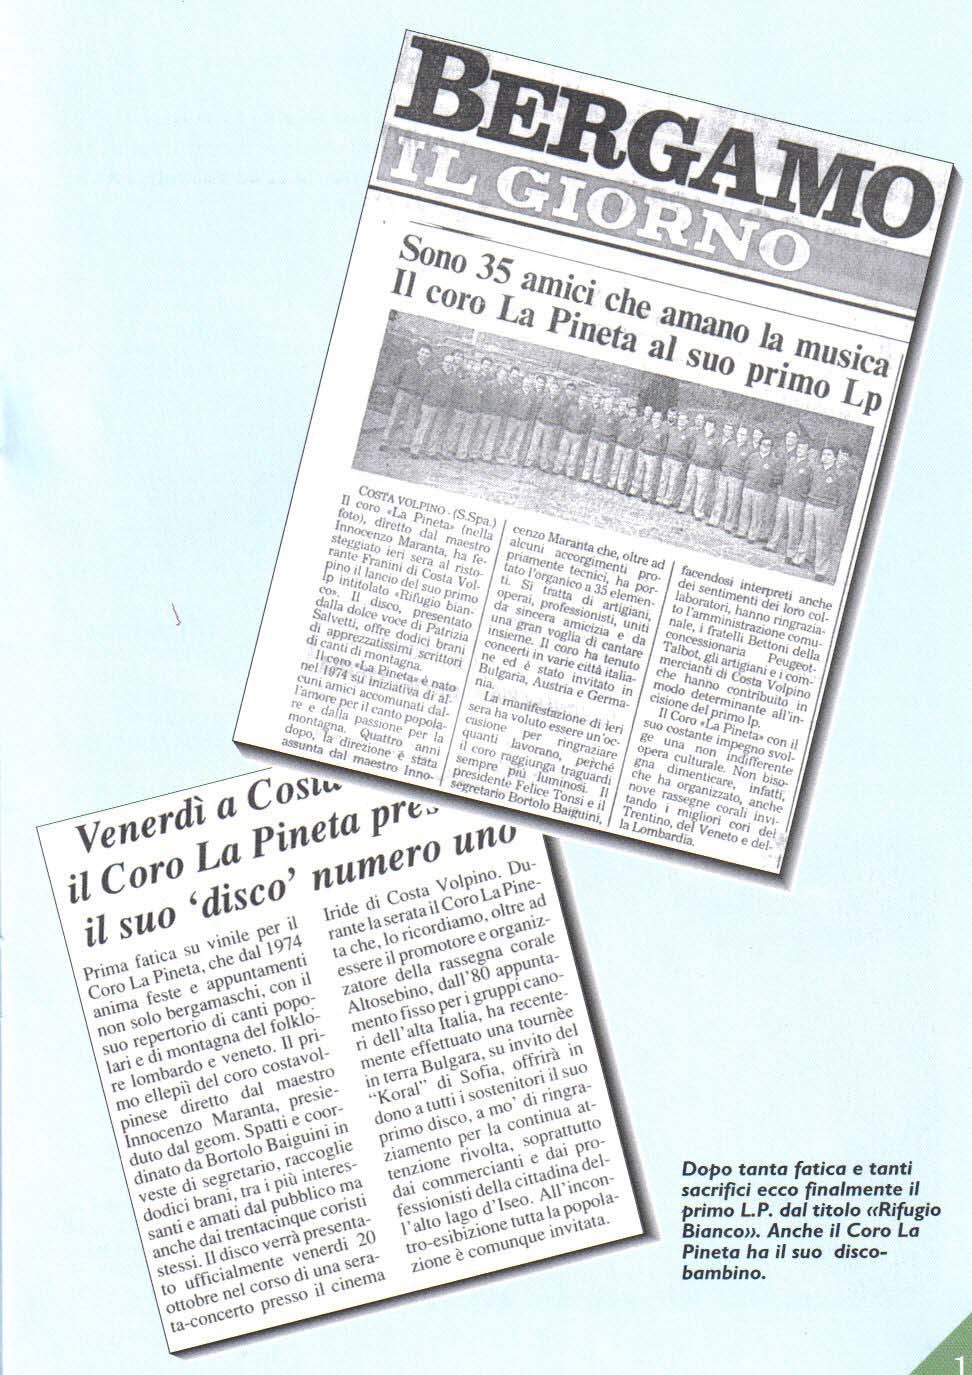 BERGAMO
IL GIORNO
Sono 35 amici che amano la musica
Il coro La Pineta al suo primo Lp
COSTA VOLPINO - (S.Spa.)
Il coro «La Pineta» (nella
foto), diretto dal maestro
Innocenzo Maranta, ha fe-
steggiato ieri sera al risto-
rante Franini di Costa Vol-
pino il lancio del suo primo
lp intitolato «Rifugio bian-
co». Il disco, presentato
dalla dolce voce di Patrizia
Salvetti, offre dodici brani
di apprezzatissimi scrittori
di canti di montagna.
Il coro «La Pineta» è nato
nel 1974 su iniziativa di al-
cuni amici accomunati dal-
l'amore per il canto popola-
re e dalla passione per la
montagna. Quattro anni
dopo, la direzione è stata
assunta dal maestro Inno-
cenzo Maranta che, oltre ad
alcuni accorgimenti pro-
priamente tecnici, ha por-
tato l'organico a 35 elemen-
ti. Si tratta di artigiani,
operai, professionisti, uniti
da sincera amicizia e da
una gran voglia di cantare
insieme. Il coro ha tenuto
concerti in varie città italia-
ne ed è stato invitato in
Bulgaria, Austria e Germa-
nia.
La manifestazione di ieri
sera ha voluto essere un'oc-
casione per ringraziare
quanti lavorano, perché
il coro raggiunga traguardi
sempre più luminosi. Il
presidente Felice Tonsi e il
segretario Bortolo Baiguini,
facendosi interpreti anche
dei sentimenti dei loro col-
laboratori, hanno ringrazia-
to l'amministrazione comu-
nale, i fratelli Bettoni della
concessionaria Peugeot-
Talbot, gli artigiani e i com-
mercianti di Costa Volpino
che hanno contribuito in
modo determinante all'in-
cisione del primo lp.
Il Coro «La Pineta» con il
suo costante impegno svol-
ge una non indifferente
opera culturale. Non biso-
gna dimenticare, infatti,
che ha organizzato, anche
nove rassegne corali invi-
tando i migliori cori del
Trentino, del Veneto e del-
la Lombardia.
Venerdì a Costa
il Coro La Pineta pres
il suo 'disco' numero uno
Prima fatica su vinile per il
Coro La Pineta, che dal 1974
anima feste e appuntamenti
non solo bergamaschi, con il
suo repertorio di canti popo-
lari e di montagna del folklo-
re lombardo e veneto. Il pri-
mo ellepiì del coro costavol-
pinese diretto dal maestro
Innocenzo Maranta, presie-
duto dal geom. Spatti e coor-
dinato da Bortolo Baiguini in
veste di segretario, raccoglie
dodici brani, tra i più interes-
santi e amati dal pubblico ma
anche dai trentacinque coristi
stessi. Il disco verrà presenta-
to ufficialmente venerdì 20
ottobre nel corso di una sera-
ta-concerto presso il cinema
Iride di Costa Volpino. Du-
rante la serata il Coro La Pine-
ta che, lo ricordiamo, oltre ad
essere il promotore e organiz-
zatore della rassegna corale
Altosebino, dall'80 appunta-
mento fisso per i gruppi cano-
ri dell'alta Italia, ha recente-
mente effettuato una tournèe
in terra Bulgara, su invito del
"Koral" di Sofia, offrirà in
dono a tutti i sostenitori il suo
primo disco, a mo' di ringra-
ziamento per la continua at-
tenzione rivolta, soprattutto
dai commercianti e dai pro-
fessionisti della cittadina del-
l'alto lago d'Iseo. All'incon-
tro-esibizione tutta la popola-
zione è comunque invitata.
Dopo tanta fatica e tanti
sacrifici ecco finalmente il
primo L.P. dal titolo «Rifugio
Bianco». Anche il Coro La
Pineta ha il suo disco-
bambino.
1